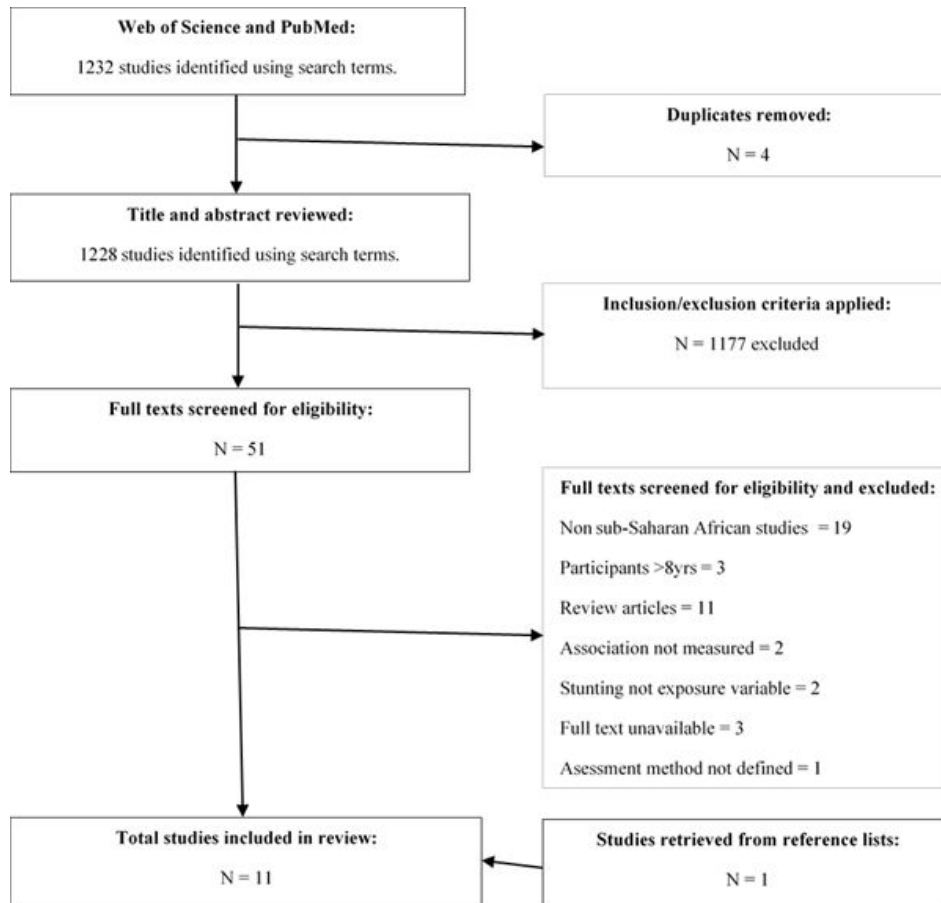 Web of Science and PubMed:
1232 studies identified using search terms.
Duplicates removed:
N = 4
Title and abstract reviewed:
1228 studies identified using search terms.
Inclusion/exclusion criteria applied:
N = 1177 excluded
Full texts screened for eligibility:
N = 51
Full texts screened for eligibility and excluded:
Non sub-Saharan African studies = 19
Participants >8yrs = 3
Review articles = 11
Association not measured = 2
Stunting not exposure variable = 2
Full text unavailable = 3
Asessment method not defined = 1
Total studies included in review:
N = 11
Studies retrieved from reference lists:
N = 1